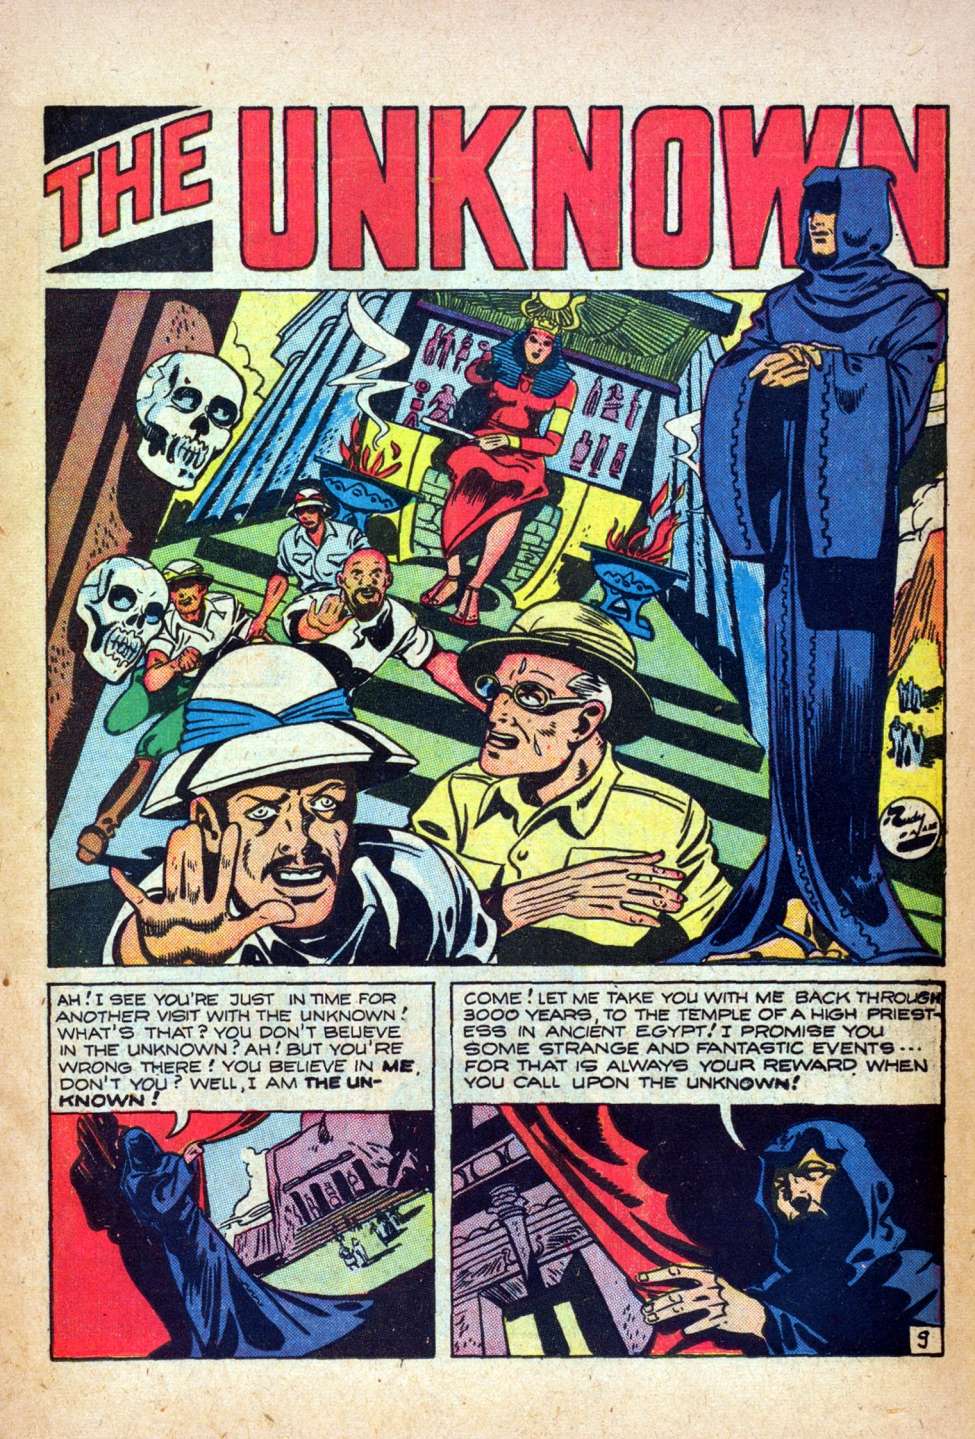 THE UNKNOWN
Rudy
AH! I SEE YOU'RE JUST IN TIME FOR
ANOTHER VISIT WITH THE UNKNOWN!
WHAT'S THAT? YOU DON'T BELIEVE
IN THE UNKNOWN? AH! BUT YOU'RE
WRONG THERE! YOU BELIEVE IN ME,
DON'T YOU? WELL, I AM THE UN-
KNOWN!
COME! LET ME TAKE YOU WITH ME BACK THROUGH
3000 YEARS, TO THE TEMPLE OF A HIGH PRIEST-
ESS IN ANCIENT EGYPT! I PROMISE YOU
SOME STRANGE AND FANTASTIC EVENTS...
FOR THAT IS ALWAYS YOUR REWARD WHEN
YOU CALL UPON THE UNKNOWN!
9